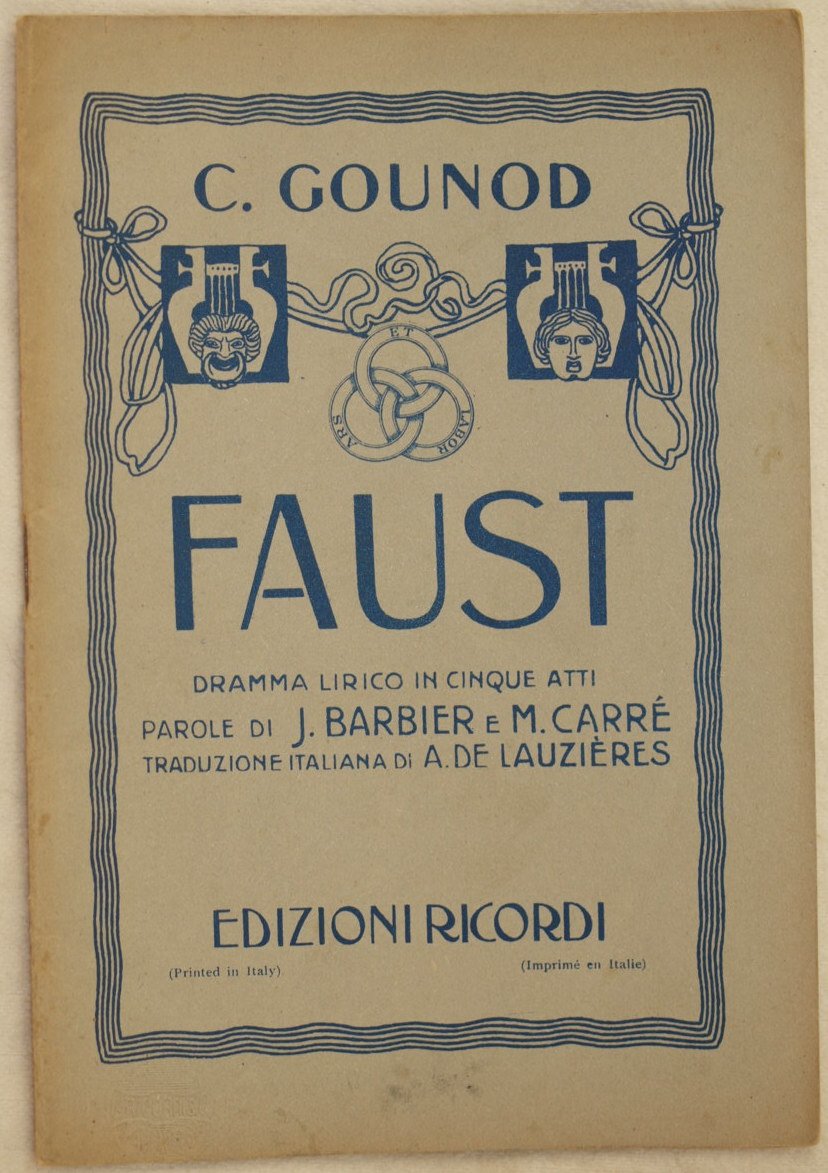 C. GOUNOD
ARS ET LABOR
FAUST
DRAMMA LIRICO IN CINQUE ATTI
PAROLE DI J. BARBIER E M. CARRÉ
TRADUZIONE ITALIANA DI A. DE LAUZIÈRES
EDIZIONI RICORDI
(Printed in Italy) (Imprimé en Italie)